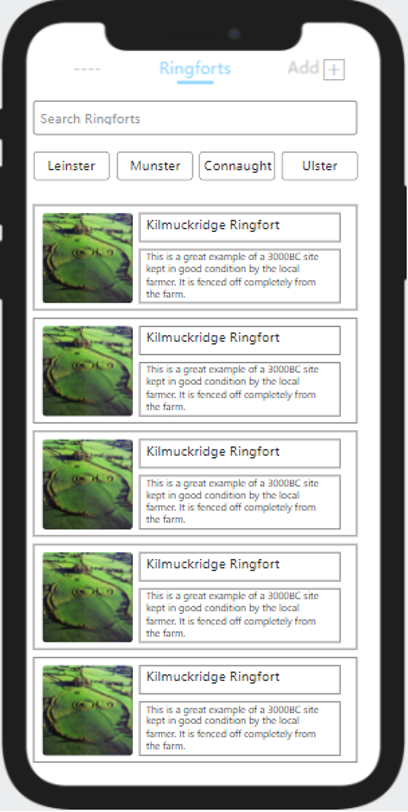 ---- Ringforts Add +
Search Ringforts
Leinster Munster Connaught Ulster
Kilmuckridge Ringfort
This is a great example of a 3000BC site
kept in good condition by the local
farmer. It is fenced off completely from
the farm.
Kilmuckridge Ringfort
This is a great example of a 3000BC site
kept in good condition by the local
farmer. It is fenced off completely from
the farm.
Kilmuckridge Ringfort
This is a great example of a 3000BC site
kept in good condition by the local
farmer. It is fenced off completely from
the farm.
Kilmuckridge Ringfort
This is a great example of a 3000BC site
kept in good condition by the local
farmer. It is fenced off completely from
the farm.
Kilmuckridge Ringfort
This is a great example of a 3000BC site
kept in good condition by the local
farmer. It is fenced off completely from
the farm.